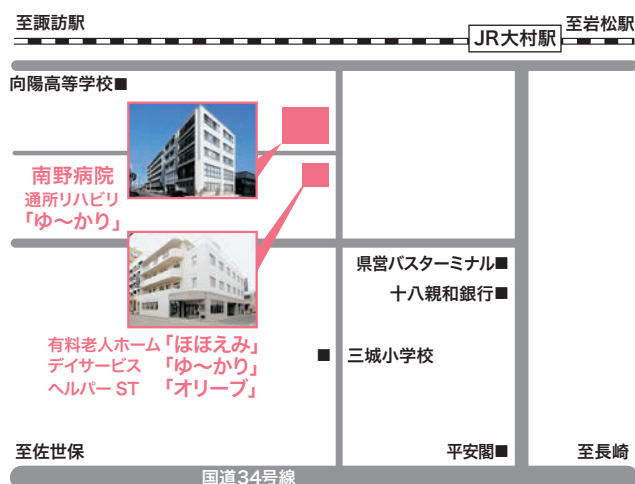 至諏訪駅
至岩松駅
JR大村駅
向陽高等学校■
南野病院
通所リハビリ
「ゆ〜かり」
県営バスターミナル■
十八親和銀行■
有料老人ホーム「ほほえみ」
デイサービス 「ゆ〜かり」
ヘルパー ST 「オリーブ」
■ 三城小学校
至佐世保
平安閣■
至長崎
国道34号線